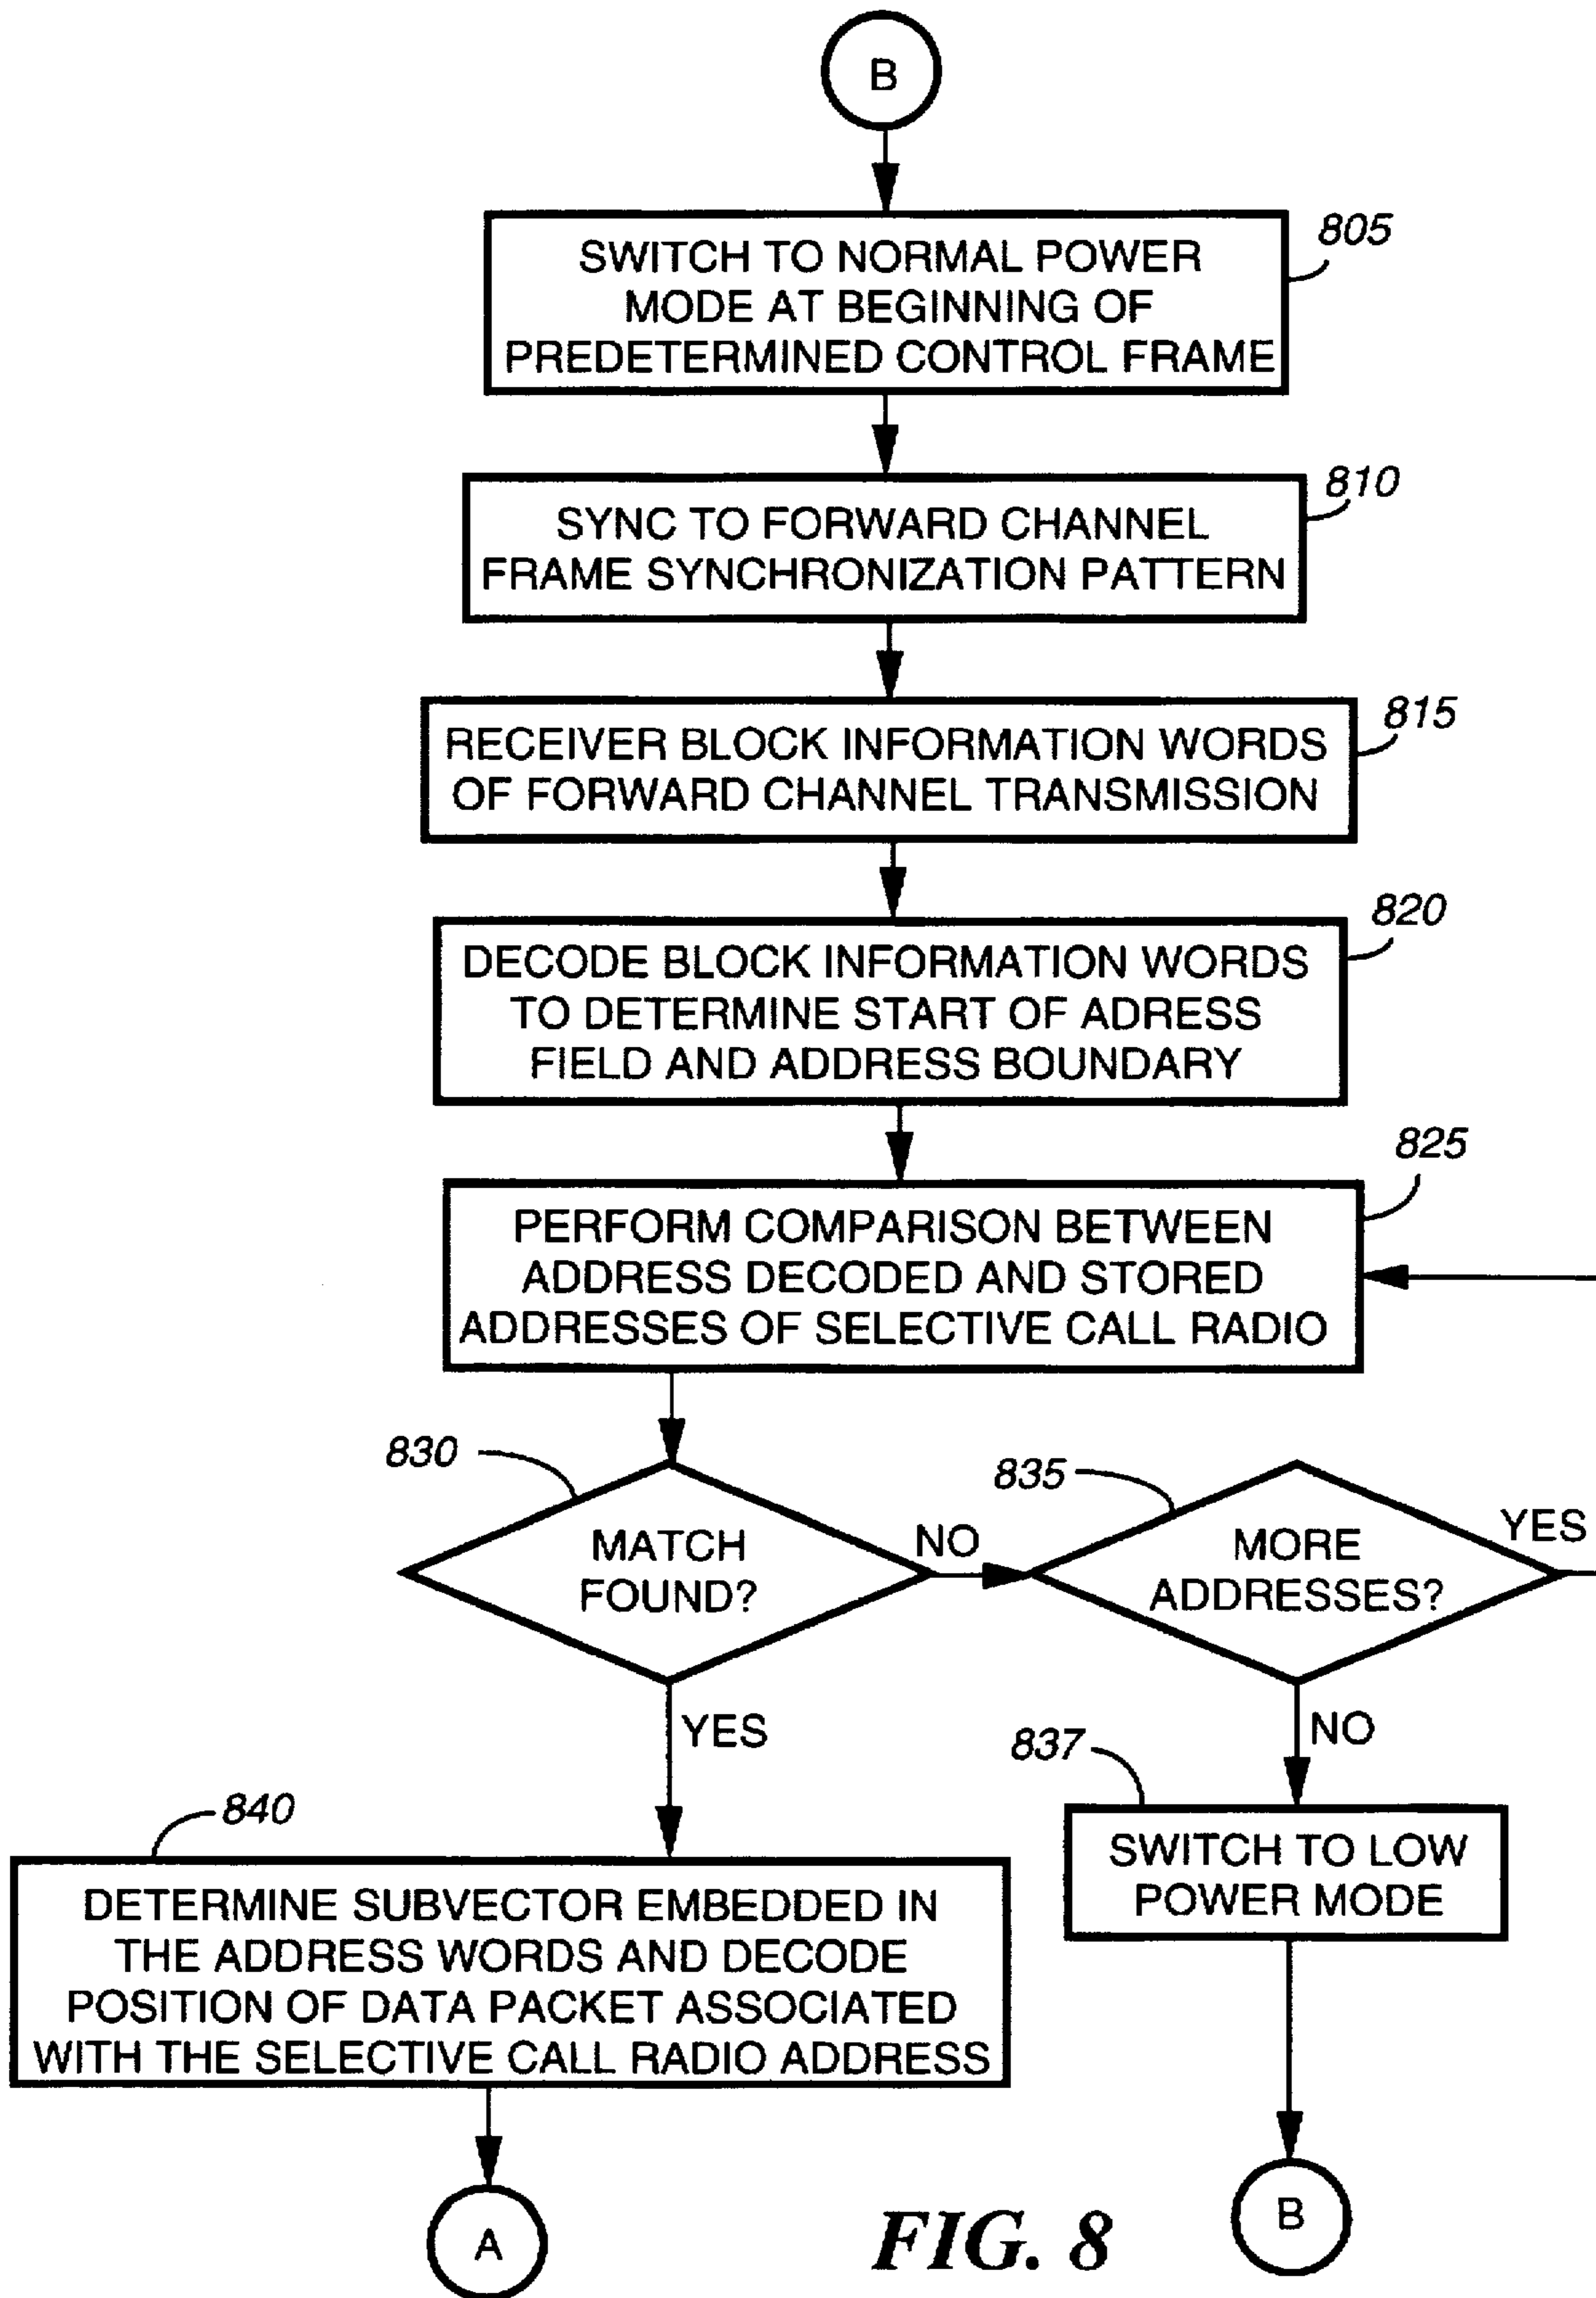 B
805
SWITCH TO NORMAL POWER
MODE AT BEGINNING OF
PREDETERMINED CONTROL FRAME
810
SYNC TO FORWARD CHANNEL
FRAME SYNCHRONIZATION PATTERN
815
RECEIVER BLOCK INFORMATION WORDS
OF FORWARD CHANNEL TRANSMISSION
820
DECODE BLOCK INFORMATION WORDS
TO DETERMINE START OF ADRESS
FIELD AND ADDRESS BOUNDARY
825
PERFORM COMPARISON BETWEEN
ADDRESS DECODED AND STORED
ADDRESSES OF SELECTIVE CALL RADIO
830
MATCH
FOUND?
NO
835
MORE
ADDRESSES?
YES
YES
NO
837
SWITCH TO LOW
POWER MODE
840
DETERMINE SUBVECTOR EMBEDDED IN
THE ADDRESS WORDS AND DECODE
POSITION OF DATA PACKET ASSOCIATED
WITH THE SELECTIVE CALL RADIO ADDRESS
A
B
FIG. 8